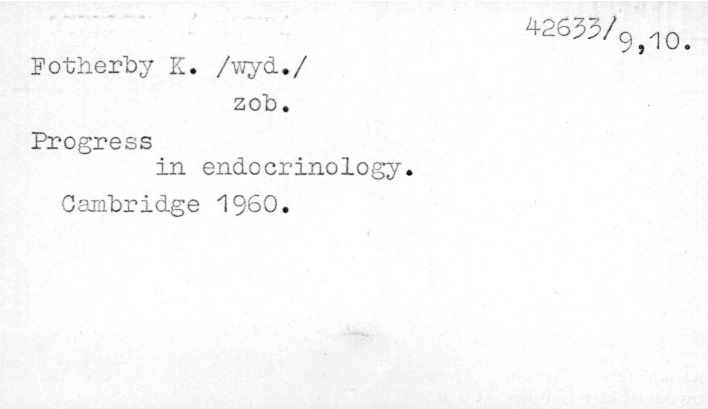 42633/9,10.
Fotherby K. /wyd./
zob.
Progress
in endocrinology.
Cambridge 1960.